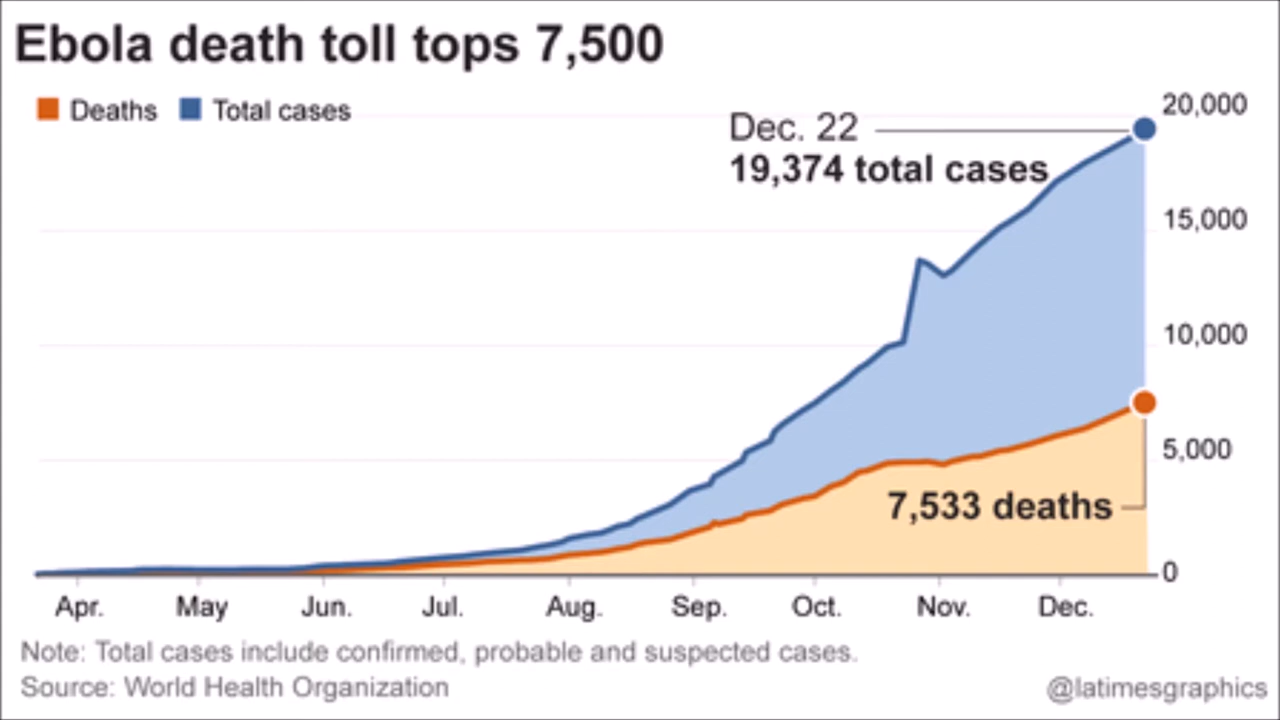 Ebola death toll tops 7,500
Deaths Total cases
Dec. 22
19,374 total cases
20,000
15,000
10,000
5,000
7,533 deaths
0
Apr. May Jun. Jul. Aug. Sep. Oct. Nov. Dec.
Note: Total cases include confirmed, probable and suspected cases.
Source: World Health Organization
@latimesgraphics